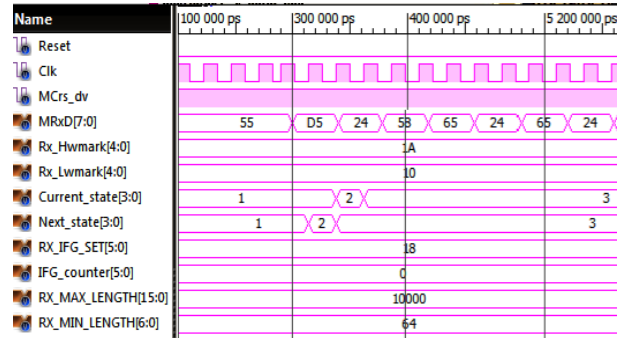 Name 100 000 ps 300 000 ps 400 000 ps 5 200 000 ps
Reset
Clk
MCrs_dv
MRxD[7:0] 55 D5 24 53 65 24 65 24
Rx_Hwmark[4:0] 1A
Rx_Lwmark[4:0] 10
Current_state[3:0] 1 2 3
Next_state[3:0] 1 2 3
RX_IFG_SET[5:0] 18
IFG_counter[5:0] 0
RX_MAX_LENGTH[15:0] 10000
RX_MIN_LENGTH[6:0] 64